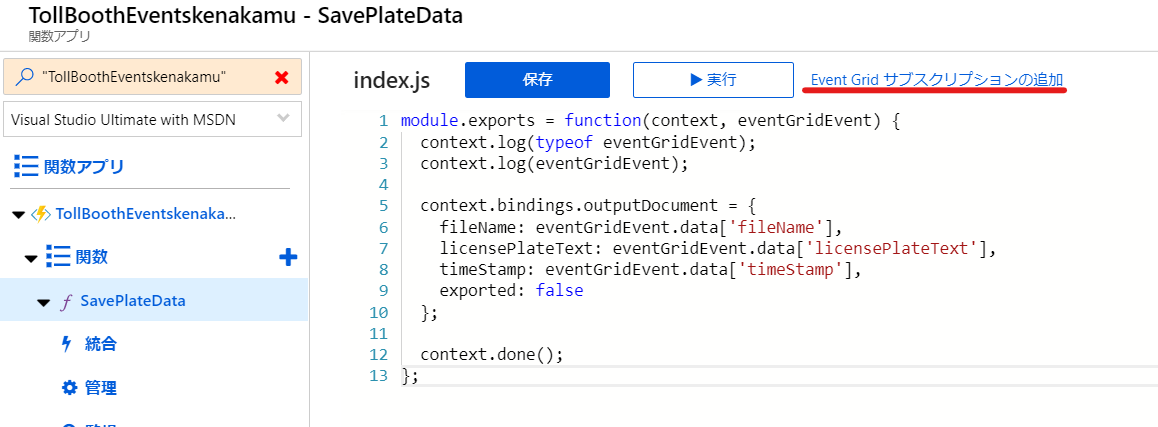 TollBoothEventskenakamu - SavePlateData
関数アプリ
"TollBoothEventskenakamu"
Visual Studio Ultimate with MSDN
関数アプリ
TollBoothEventskenaka...
関数
SavePlateData
統合
管理
index.js
保存
実行
Event Grid サブスクリプションの追加
1 module.exports = function(context, eventGridEvent) {
2 context.log(typeof eventGridEvent);
3 context.log(eventGridEvent);
4
5 context.bindings.outputDocument = {
6 fileName: eventGridEvent.data['fileName'],
7 licensePlateText: eventGridEvent.data['licensePlateText'],
8 timeStamp: eventGridEvent.data['timeStamp'],
9 exported: false
10 };
11
12 context.done();
13 };